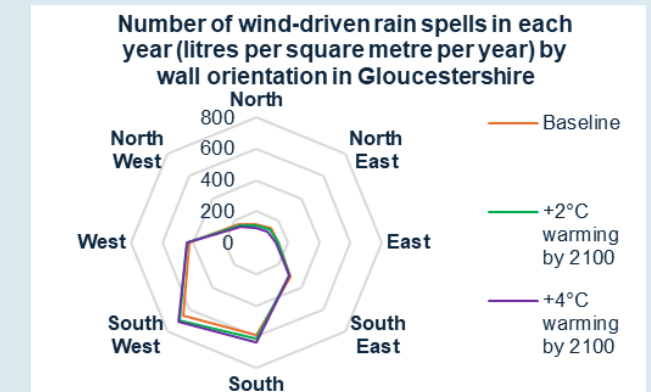 Number of wind-driven rain spells in each
year (litres per square metre per year) by
wall orientation in Gloucestershire
North
800
600
400
200
0
North
East
East
South
East
South
South
West
West
North
West
Baseline
+2°C
warming
by 2100
+4°C
warming
by 2100